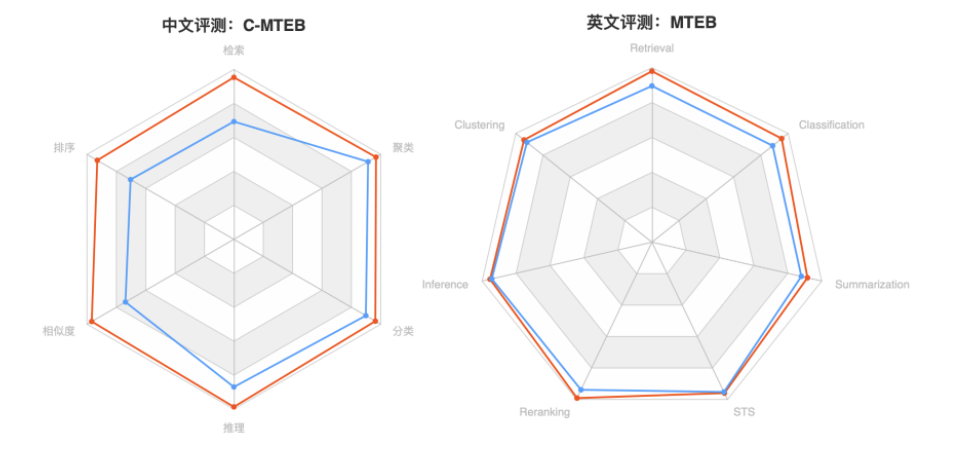 中文评测：C-MTEB
检索
排序
聚类
相似度
分类
推理
英文评测：MTEB
Retrieval
Clustering
Classification
Inference
Summarization
Reranking
STS